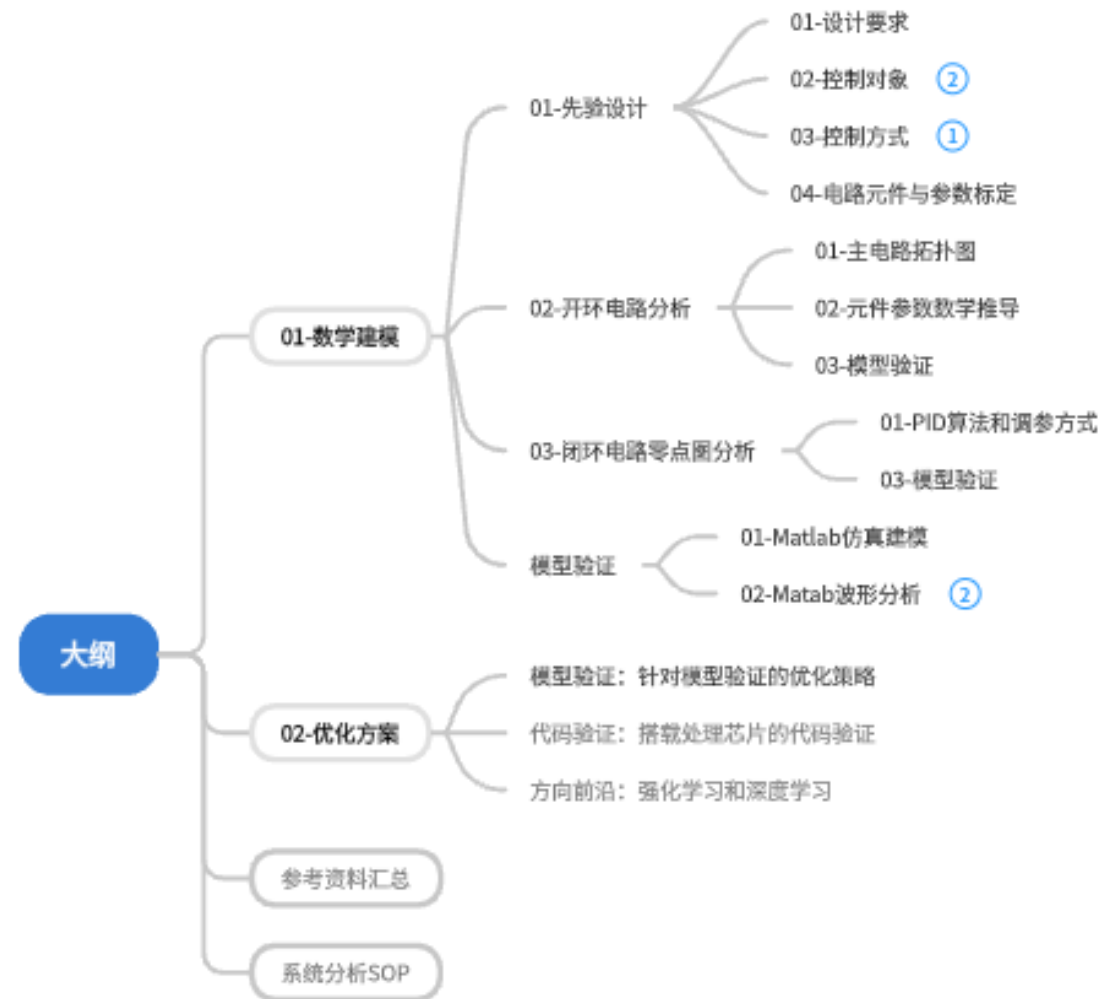 大纲
01-数学建模
01-先验设计
01-设计要求
02-控制对象 2
03-控制方式 1
04-电路元件与参数标定
02-开环电路分析
01-主电路拓扑图
02-元件参数数学推导
03-模型验证
03-闭环电路零点图分析
01-PID算法和调参方式
03-模型验证
模型验证
01-Matlab仿真建模
02-Matab波形分析 2
02-优化方案
模型验证：针对模型验证的优化策略
代码验证：搭载处理芯片的代码验证
方向前沿：强化学习和深度学习
参考资料汇总
系统分析SOP